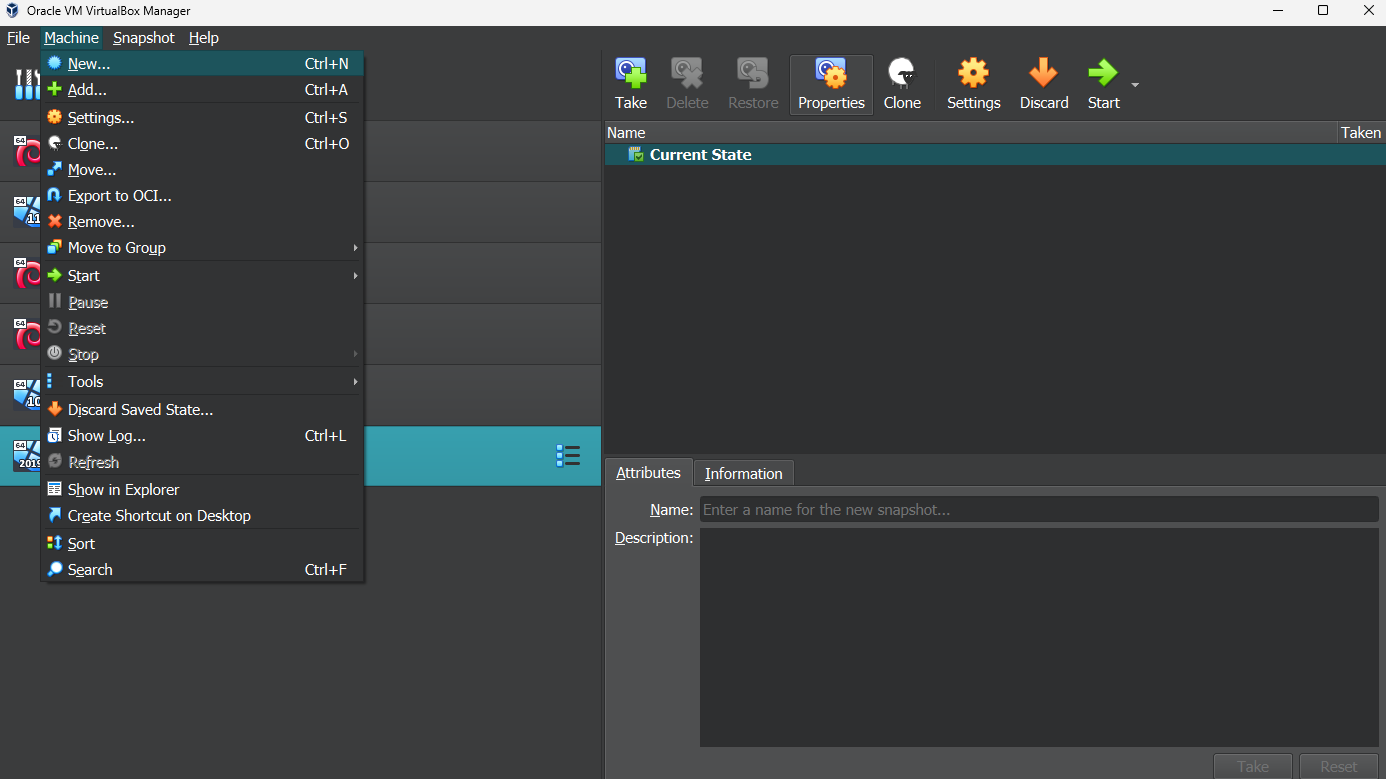 Oracle VM VirtualBox Manager
File Machine Snapshot Help
New... Ctrl+N
Add... Ctrl+A
Settings... Ctrl+S
Clone... Ctrl+O
Move...
Export to OCI...
Remove...
Move to Group
Start
Pause
Reset
Stop
Tools
Discard Saved State...
Show Log... Ctrl+L
Refresh
Show in Explorer
Create Shortcut on Desktop
Sort
Search Ctrl+F
64
64
11
64
64
64
10
64
2019
Take Delete Restore Properties Clone Settings Discard Start
Name Taken
Current State
Attributes Information
Name: Enter a name for the new snapshot...
Description:
Take Reset